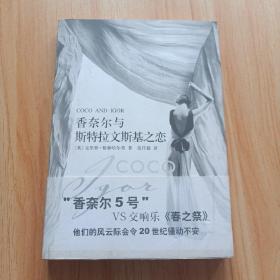 COCO AND IGOR
香奈尔与
斯特拉文斯基之恋
COCO
Igor
"香奈尔5号"
VS交响乐《春之祭》
他们的风云际会令20世纪骚动不安